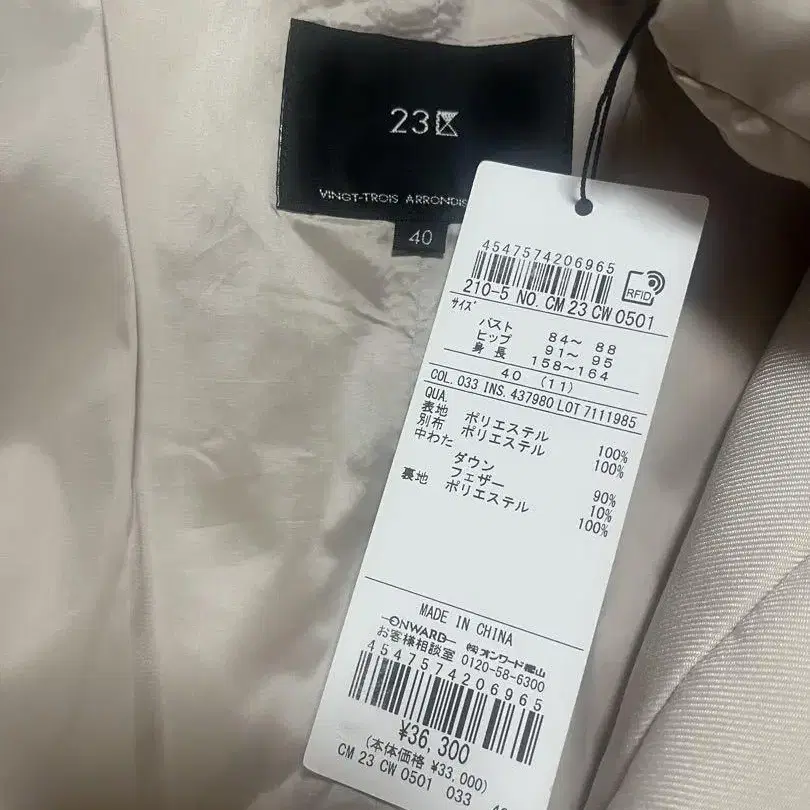 23区
VINGT-TROIS ARRONDIS
40
4547574206965
RFID
210-5 NO. CM 23 CW 0501
サイズ
バスト 84～ 88
ヒップ 91～ 95
身長 158～164
40 (11)
COL. 033 INS. 437980 LOT 7111985
QUA.
表地 ポリエステル 100%
別布 ポリエステル 100%
中わた
ダウン 90%
フェザー 10%
裏地 ポリエステル 100%
MADE IN CHINA
ONWARD ㈱オンワード樫山
お客様相談室 0120-58-6300
4547574206965
¥36,300
(本体価格 ¥33,000)
CM 23 CW 0501 033